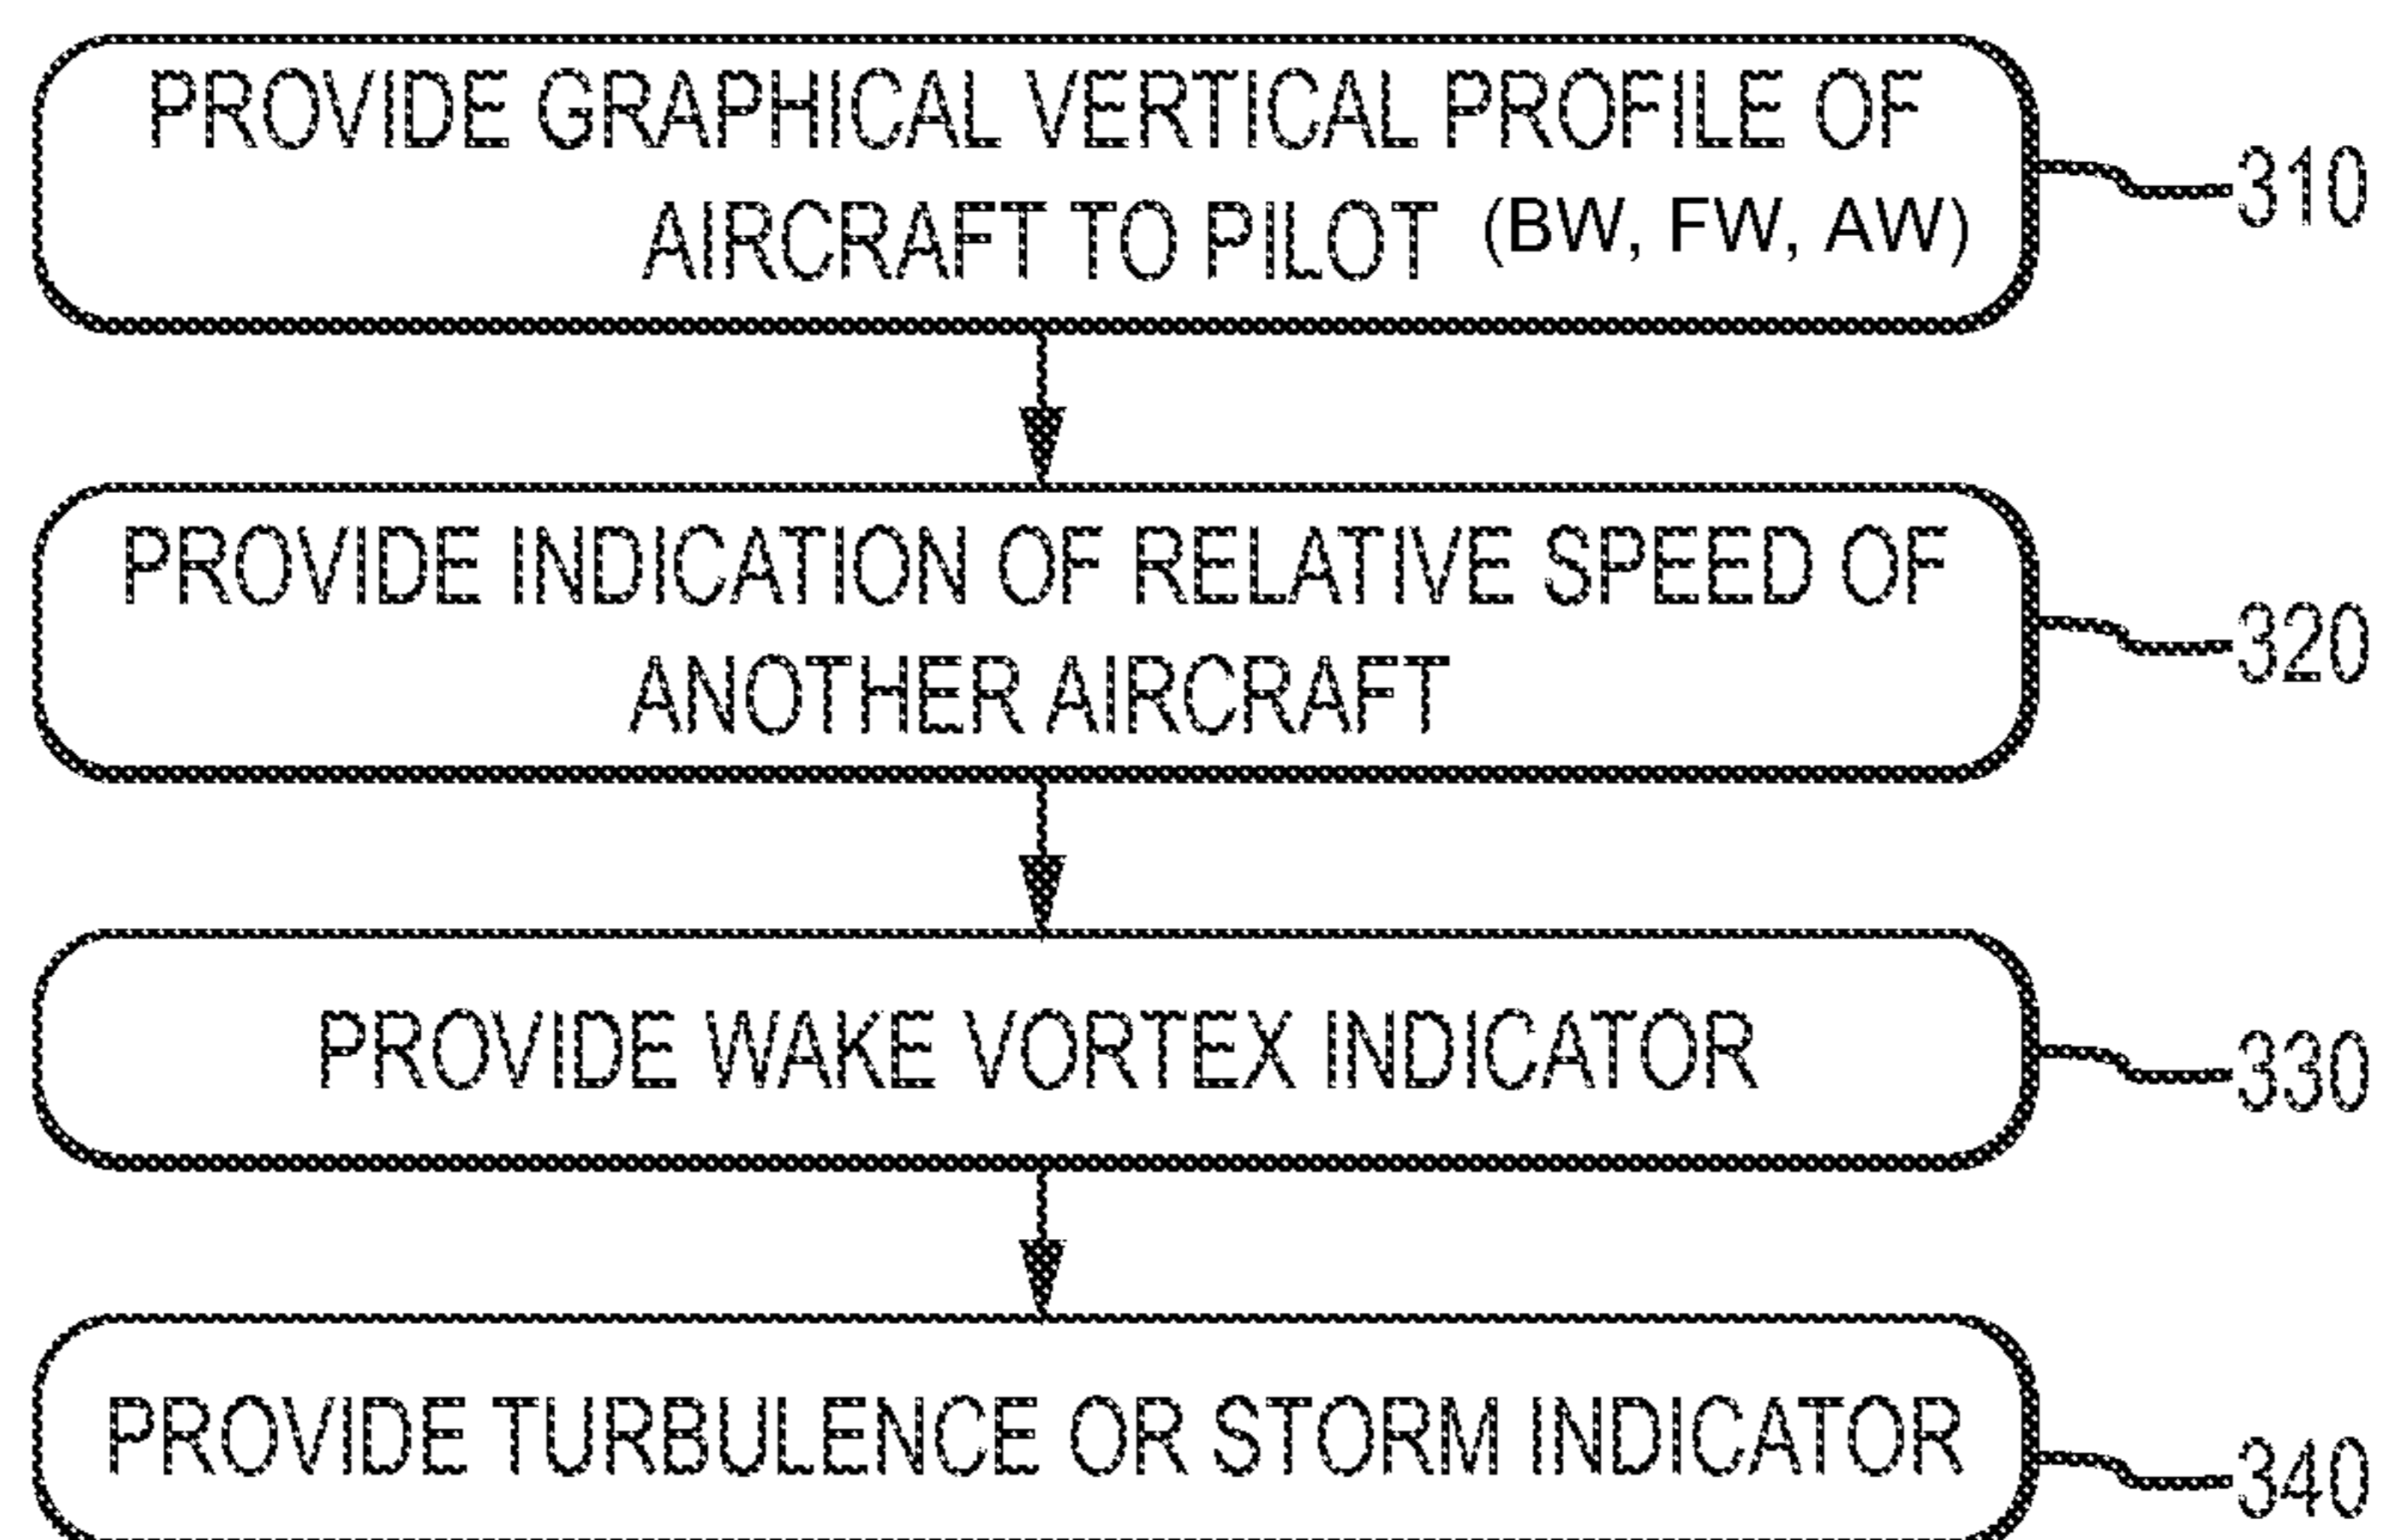 PROVIDE GRAPHICAL VERTICAL PROFILE OF
AIRCRAFT TO PILOT (BW, FW, AW)
310
PROVIDE INDICATION OF RELATIVE SPEED OF
ANOTHER AIRCRAFT
320
PROVIDE WAKE VORTEX INDICATOR
330
PROVIDE TURBULENCE OR STORM INDICATOR
340